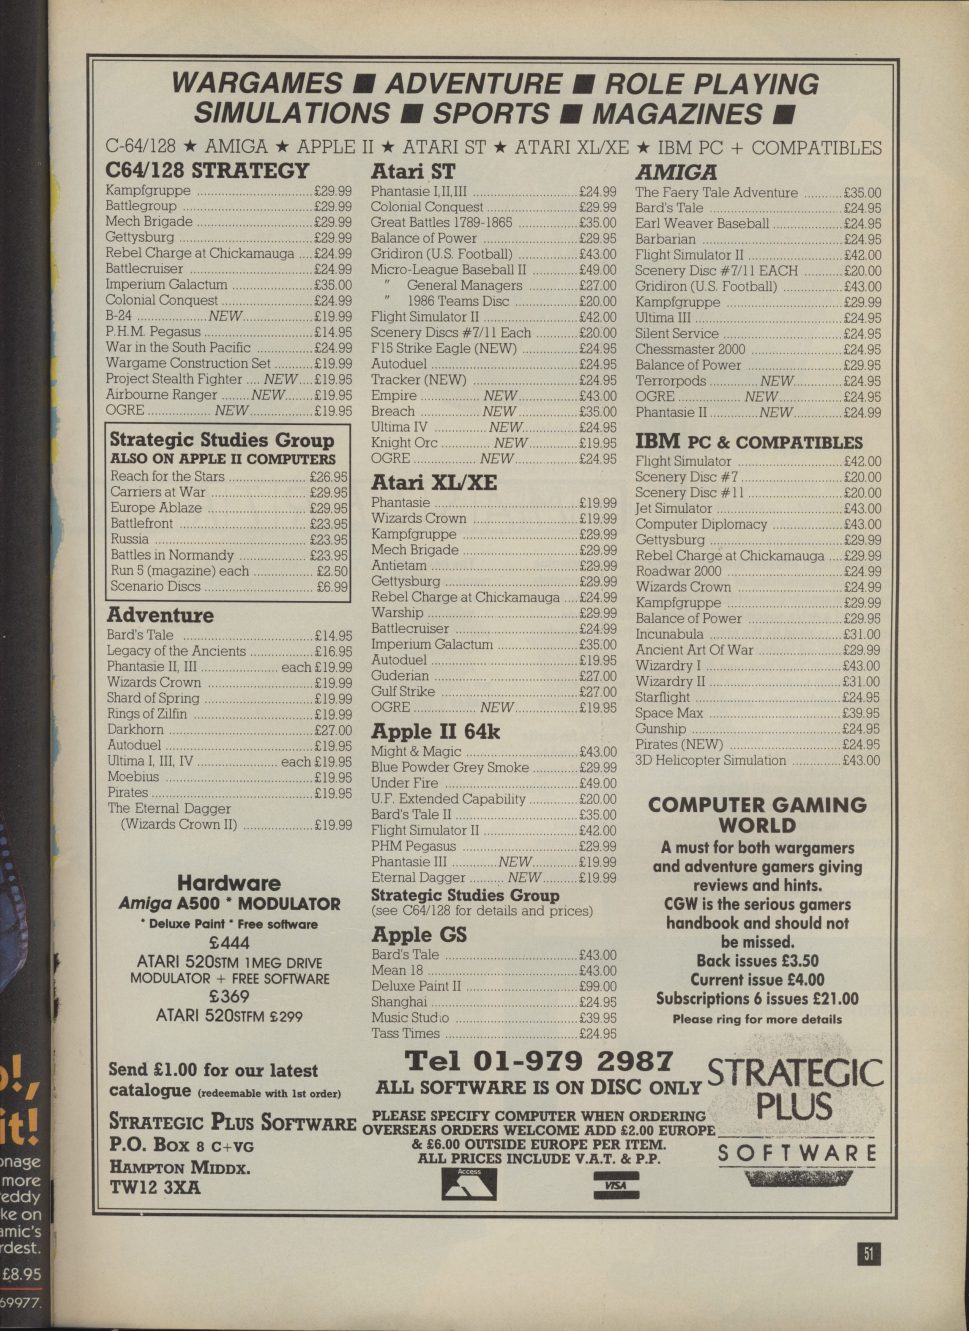 WARGAMES ■ ADVENTURE ■ ROLE PLAYING
SIMULATIONS ■ SPORTS ■ MAGAZINES ■
C-64/128 ★ AMIGA ★ APPLE II ★ ATARI ST ★ ATARI XL/XE ★ IBM PC + COMPATIBLES
C64/128 STRATEGY
Kampfgruppe .......... £29.99
Battlegroup .......... £29.99
Mech Brigade .......... £29.99
Gettysburg .......... £29.99
Rebel Charge at Chickamauga .... £24.99
Battlecruiser .......... £24.99
Imperium Galactum .......... £35.00
Colonial Conquest .......... £24.99
B-24 .......... NEW .......... £19.99
P.H.M. Pegasus .......... £14.95
War in the South Pacific .......... £24.99
Wargame Construction Set .......... £19.99
Project Stealth Fighter .... NEW .... £19.95
Airbourne Ranger ........ NEW ....... £19.95
OGRE .......... NEW .......... £19.95
Strategic Studies Group
ALSO ON APPLE II COMPUTERS
Reach for the Stars .......... £26.95
Carriers at War .......... £29.95
Europe Ablaze .......... £29.95
Battlefront .......... £23.95
Russia .......... £23.95
Battles in Normandy .......... £23.95
Run 5 (magazine) each .......... £2.50
Scenario Discs .......... £6.99
Adventure
Bard's Tale .......... £14.95
Legacy of the Ancients .......... £16.95
Phantasie II, III .......... each £19.99
Wizards Crown .......... £19.99
Shard of Spring .......... £19.99
Rings of Zilfin .......... £19.99
Darkhorn .......... £27.00
Autoduel .......... £19.95
Ultima I, III, IV .......... each £19.95
Moebius .......... £19.95
Pirates .......... £19.95
The Eternal Dagger
(Wizards Crown II) .......... £19.99
Hardware
Amiga A500 * MODULATOR
* Deluxe Paint * Free software
£444
ATARI 520STM 1MEG DRIVE
MODULATOR + FREE SOFTWARE
£369
ATARI 520STFM £299
Atari ST
Phantasie I,II,III .......... £24.99
Colonial Conquest .......... £29.99
Great Battles 1789-1865 .......... £35.00
Balance of Power .......... £29.95
Gridiron (U.S. Football) .......... £43.00
Micro-League Baseball II .......... £49.00
" General Managers .......... £27.00
" 1986 Teams Disc .......... £20.00
Flight Simulator II .......... £42.00
Scenery Discs #7/11 Each .......... £20.00
F15 Strike Eagle (NEW) .......... £24.95
Autoduel .......... £24.95
Tracker (NEW) .......... £24.95
Empire .......... NEW .......... £43.00
Breach .......... NEW .......... £35.00
Ultima IV .......... NEW .......... £24.95
Knight Orc .......... NEW .......... £19.95
OGRE .......... NEW .......... £24.95
Atari XL/XE
Phantasie .......... £19.99
Wizards Crown .......... £19.99
Kampfgruppe .......... £29.99
Mech Brigade .......... £29.99
Antietam .......... £29.99
Gettysburg .......... £29.99
Rebel Charge at Chickamauga .... £24.99
Warship .......... £29.99
Battlecruiser .......... £24.99
Imperium Galactum .......... £35.00
Autoduel .......... £19.95
Guderian .......... £27.00
Gulf Strike .......... £27.00
OGRE .......... NEW .......... £19.95
Apple II 64k
Might & Magic .......... £43.00
Blue Powder Grey Smoke .......... £29.99
Under Fire .......... £49.00
U.F. Extended Capability .......... £20.00
Bard's Tale II .......... £35.00
Flight Simulator II .......... £42.00
PHM Pegasus .......... £29.99
Phantasie III .......... NEW .......... £19.99
Eternal Dagger .......... NEW .......... £19.99
Strategic Studies Group
(see C64/128 for details and prices)
Apple GS
Bard's Tale .......... £43.00
Mean 18 .......... £43.00
Deluxe Paint II .......... £99.00
Shanghai .......... £24.95
Music Studio .......... £39.95
Tass Times .......... £24.95
AMIGA
The Faery Tale Adventure .......... £35.00
Bard's Tale .......... £24.95
Earl Weaver Baseball .......... £24.95
Barbarian .......... £24.95
Flight Simulator II .......... £42.00
Scenery Disc #7/11 EACH .......... £20.00
Gridiron (U.S. Football) .......... £43.00
Kampfgruppe .......... £29.99
Ultima III .......... £24.95
Silent Service .......... £24.95
Chessmaster 2000 .......... £24.95
Balance of Power .......... £29.95
Terrorpods .......... NEW .......... £24.95
OGRE .......... NEW .......... £24.95
Phantasie II .......... NEW .......... £24.99
IBM PC & COMPATIBLES
Flight Simulator .......... £42.00
Scenery Disc #7 .......... £20.00
Scenery Disc #11 .......... £20.00
Jet Simulator .......... £43.00
Computer Diplomacy .......... £43.00
Gettysburg .......... £29.99
Rebel Charge at Chickamauga .... £29.99
Roadwar 2000 .......... £24.99
Wizards Crown .......... £24.99
Kampfgruppe .......... £29.99
Balance of Power .......... £29.95
Incunabula .......... £31.00
Ancient Art Of War .......... £29.99
Wizardry I .......... £43.00
Wizardry II .......... £31.00
Starflight .......... £24.95
Space Max .......... £39.95
Gunship .......... £24.95
Pirates (NEW) .......... £24.95
3D Helicopter Simulation .......... £43.00
COMPUTER GAMING
WORLD
A must for both wargamers
and adventure gamers giving
reviews and hints.
CGW is the serious gamers
handbook and should not
be missed.
Back issues £3.50
Current issue £4.00
Subscriptions 6 issues £21.00
Please ring for more details
Send £1.00 for our latest
catalogue (redeemable with 1st order)
STRATEGIC PLUS SOFTWARE
P.O. BOX 8 C+VG
HAMPTON MIDDX.
TW12 3XA
Tel 01-979 2987
ALL SOFTWARE IS ON DISC ONLY
PLEASE SPECIFY COMPUTER WHEN ORDERING
OVERSEAS ORDERS WELCOME ADD £2.00 EUROPE
& £6.00 OUTSIDE EUROPE PER ITEM.
ALL PRICES INCLUDE V.A.T. & P.P.
Access
VISA
STRATEGIC
PLUS
SOFTWARE
51
o!,
it!
onage
more
eddy
ke on
amic's
rdest.
£8.95
69977.